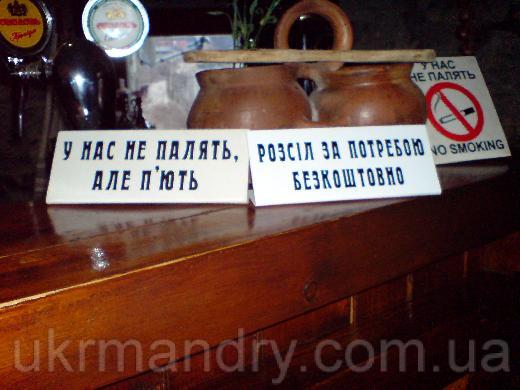 У НАС НЕ ПАЛЯТЬ,
АЛЕ П'ЮТЬ
РОЗСІЛ ЗА ПОТРЕБОЮ
БЕЗКОШТОВНО
У НАС
НЕ ПАЛЯТЬ
NO SMOKING
ukrmandry.com.ua